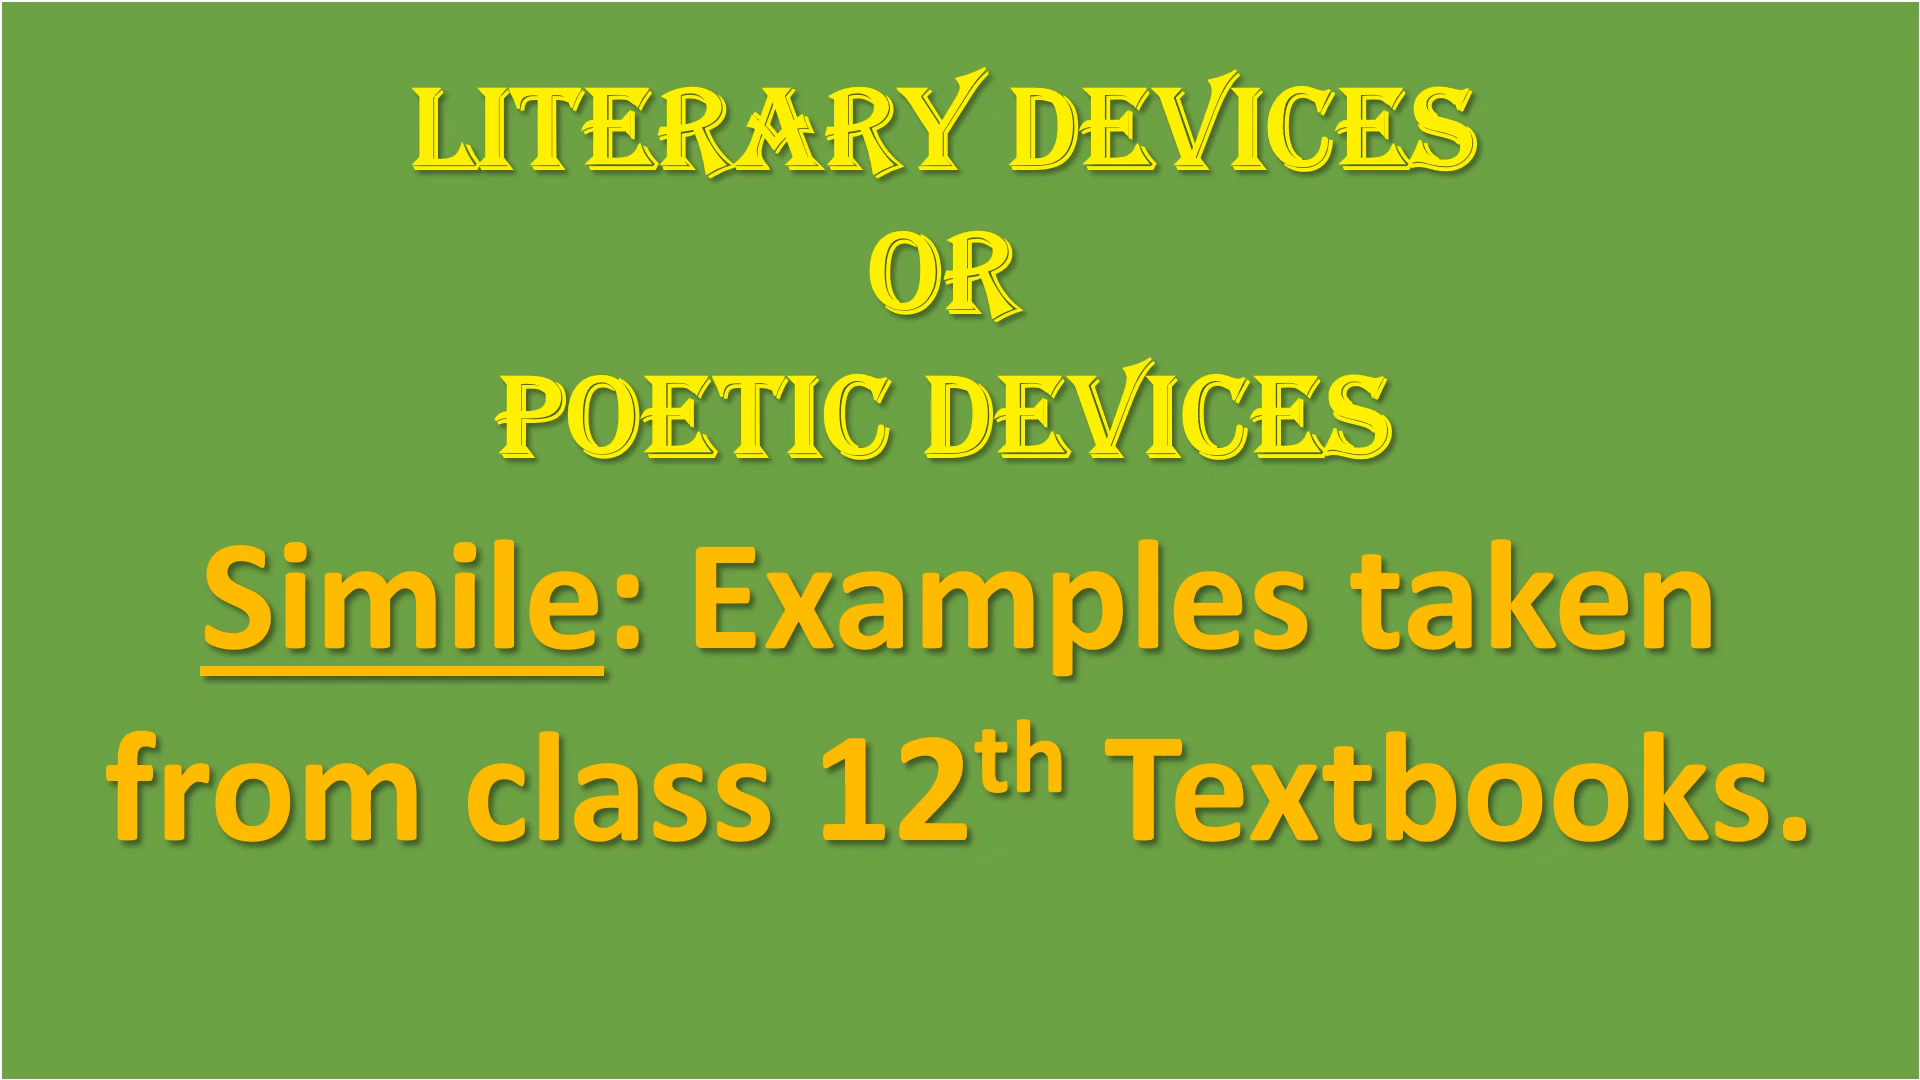 LITERARY DEVICES
OR
POETIC DEVICES
Simile: Examples taken
from class 12th Textbooks.